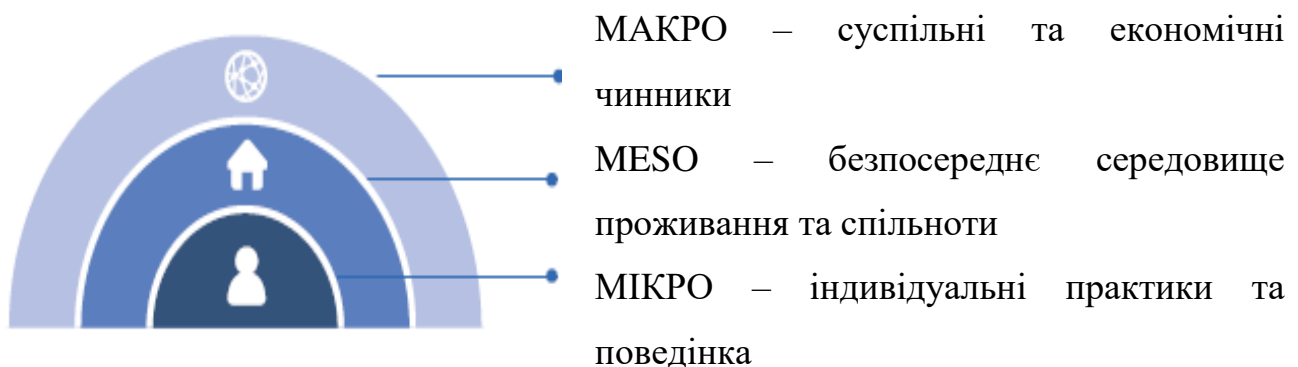 МАКРО – суспільні та економічні
чинники
MESO – безпосереднє середовище
проживання та спільноти
МІКРО – індивідуальні практики та
поведінка